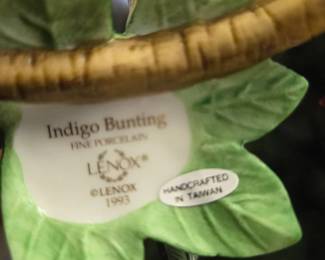 Indigo Bunting
FINE PORCELAIN
LENOX®
©LENOX
1993
HANDCRAFTED
IN TAIWAN